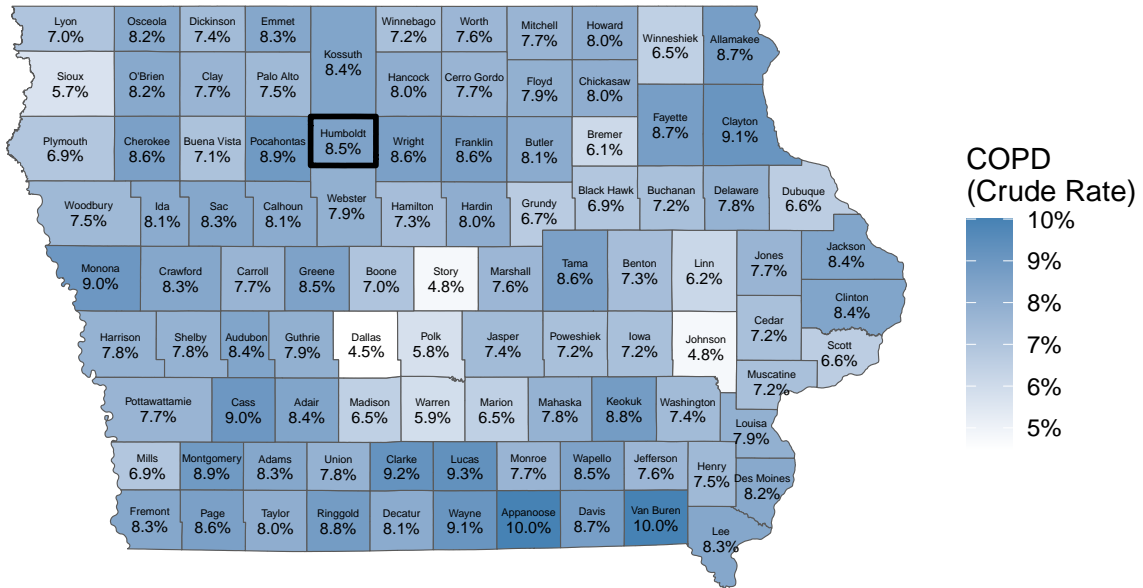 Lyon
7.0%
Osceola
8.2%
Dickinson
7.4%
Emmet
8.3%
Kossuth
8.4%
Winnebago
7.2%
Worth
7.6%
Mitchell
7.7%
Howard
8.0%
Winneshiek
6.5%
Allamakee
8.7%
Sioux
5.7%
O'Brien
8.2%
Clay
7.7%
Palo Alto
7.5%
Hancock
8.0%
Cerro Gordo
7.7%
Floyd
7.9%
Chickasaw
8.0%
Fayette
8.7%
Clayton
9.1%
Plymouth
6.9%
Cherokee
8.6%
Buena Vista
7.1%
Pocahontas
8.9%
Humboldt
8.5%
Wright
8.6%
Franklin
8.6%
Butler
8.1%
Bremer
6.1%
Woodbury
7.5%
Ida
8.1%
Sac
8.3%
Calhoun
8.1%
Webster
7.9%
Hamilton
7.3%
Hardin
8.0%
Grundy
6.7%
Black Hawk
6.9%
Buchanan
7.2%
Delaware
7.8%
Dubuque
6.6%
Monona
9.0%
Crawford
8.3%
Carroll
7.7%
Greene
8.5%
Boone
7.0%
Story
4.8%
Marshall
7.6%
Tama
8.6%
Benton
7.3%
Linn
6.2%
Jones
7.7%
Jackson
8.4%
Clinton
8.4%
Harrison
7.8%
Shelby
7.8%
Audubon
8.4%
Guthrie
7.9%
Dallas
4.5%
Polk
5.8%
Jasper
7.4%
Poweshiek
7.2%
Iowa
7.2%
Johnson
4.8%
Cedar
7.2%
Scott
6.6%
Muscatine
7.2%
Pottawattamie
7.7%
Cass
9.0%
Adair
8.4%
Madison
6.5%
Warren
5.9%
Marion
6.5%
Mahaska
7.8%
Keokuk
8.8%
Washington
7.4%
Louisa
7.9%
Mills
6.9%
Montgomery
8.9%
Adams
8.3%
Union
7.8%
Clarke
9.2%
Lucas
9.3%
Monroe
7.7%
Wapello
8.5%
Jefferson
7.6%
Henry
7.5%
Des Moines
8.2%
Fremont
8.3%
Page
8.6%
Taylor
8.0%
Ringgold
8.8%
Decatur
8.1%
Wayne
9.1%
Appanoose
10.0%
Davis
8.7%
Van Buren
10.0%
Lee
8.3%
COPD
(Crude Rate)
10%
9%
8%
7%
6%
5%